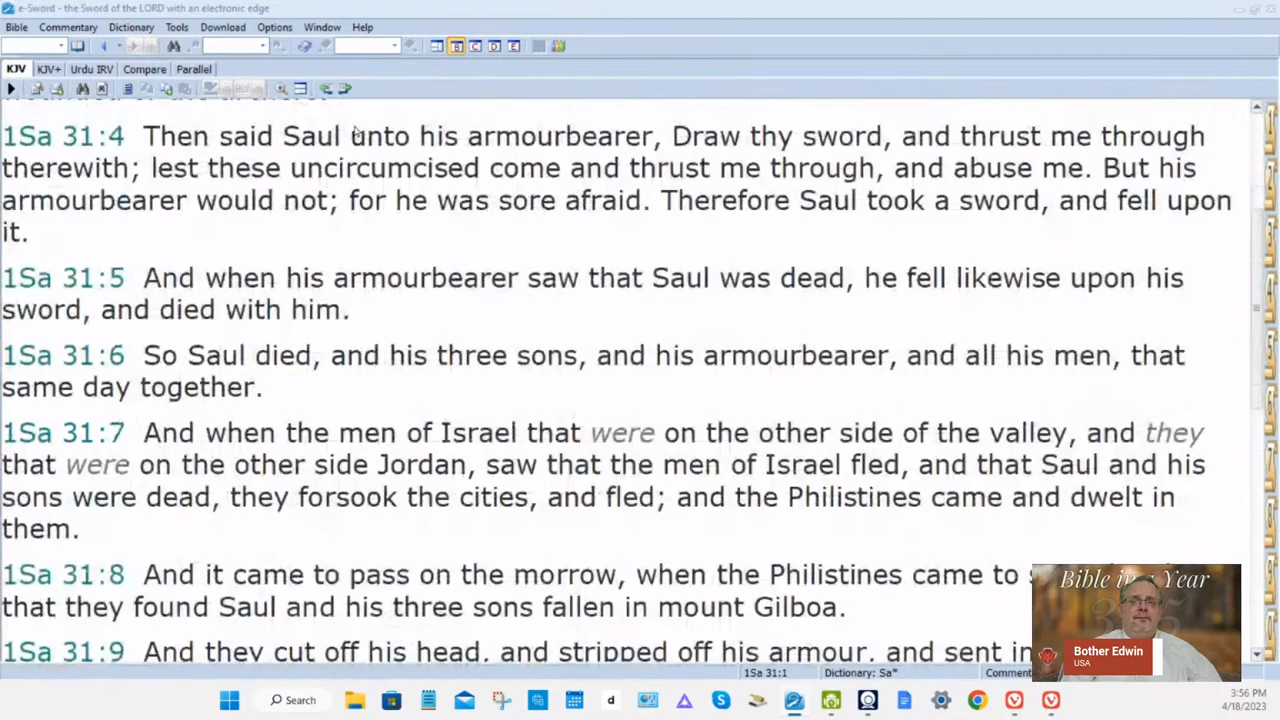 e-Sword - the Sword of the LORD with an electronic edge
Bible Commentary Dictionary Tools Download Options Window Help
KJV KJV+ Urdu IRV Compare Parallel
1Sa 31:4 Then said Saul unto his armourbearer, Draw thy sword, and thrust me through
therewith; lest these uncircumcised come and thrust me through, and abuse me. But his
armourbearer would not; for he was sore afraid. Therefore Saul took a sword, and fell upon
it.
1Sa 31:5 And when his armourbearer saw that Saul was dead, he fell likewise upon his
sword, and died with him.
1Sa 31:6 So Saul died, and his three sons, and his armourbearer, and all his men, that
same day together.
1Sa 31:7 And when the men of Israel that were on the other side of the valley, and they
that were on the other side Jordan, saw that the men of Israel fled, and that Saul and his
sons were dead, they forsook the cities, and fled; and the Philistines came and dwelt in
them.
1Sa 31:8 And it came to pass on the morrow, when the Philistines came to
that they found Saul and his three sons fallen in mount Gilboa.
1Sa 31:9 And they cut off his head, and stripped off his armour, and sent in
Bible in a Year
Bother Edwin
USA
1Sa 31:1 Dictionary: Sa* Comment
Search
3:56 PM
4/18/2023